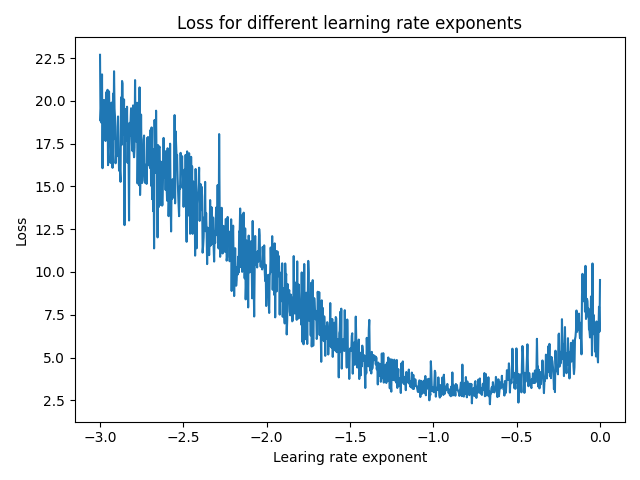 Loss for different learning rate exponents
22.5
20.0
17.5
15.0
12.5
10.0
7.5
5.0
2.5
Loss
−3.0 −2.5 −2.0 −1.5 −1.0 −0.5 0.0
Learing rate exponent